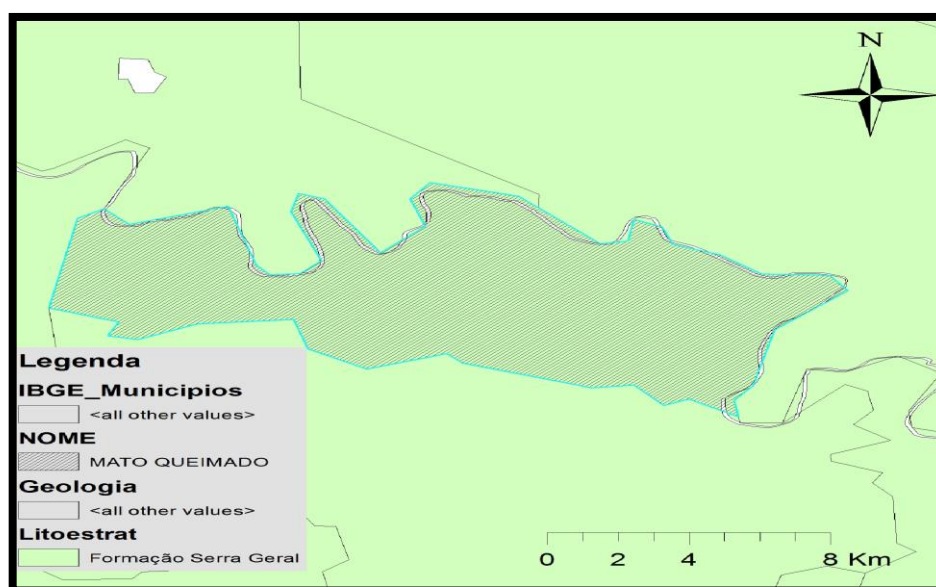 N
Legenda
IBGE_Municipios
<all other values>
NOME
MATO QUEIMADO
Geologia
<all other values>
Litoestrat
Formação Serra Geral
0 2 4 8 Km